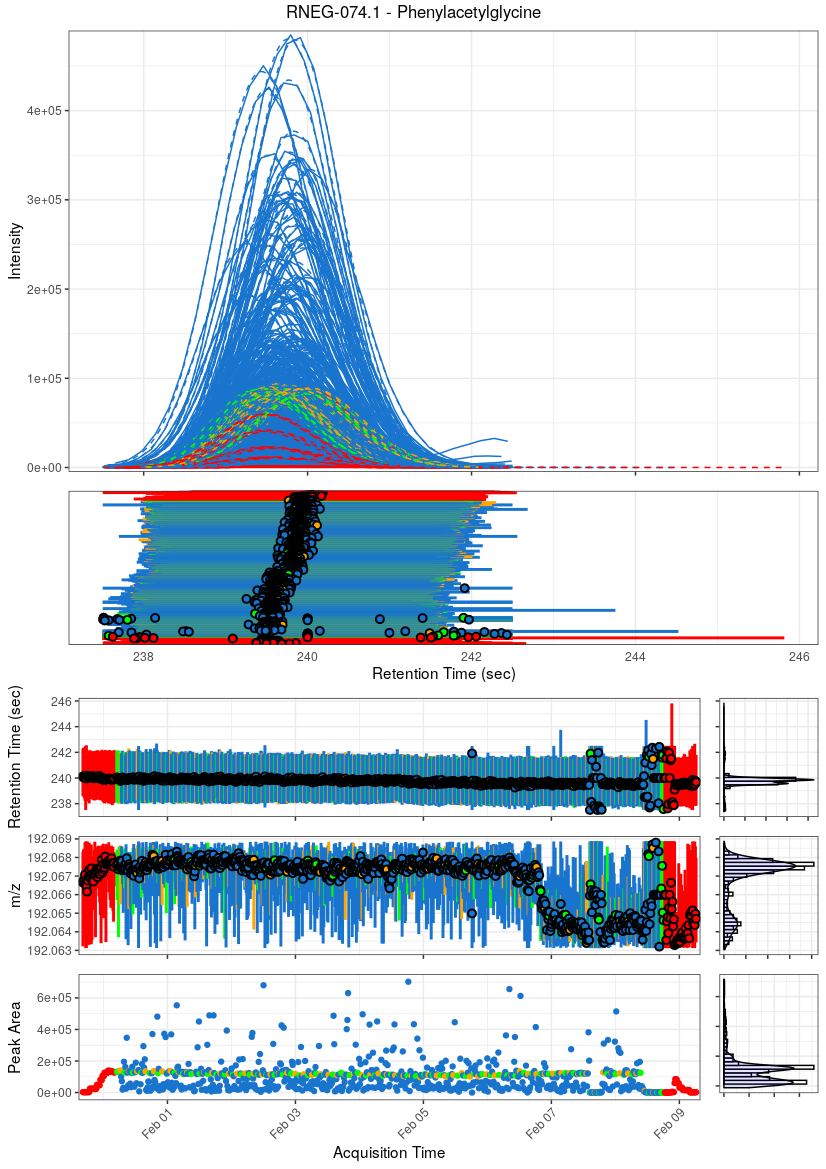 RNEG-074.1 - Phenylacetylglycine
Intensity
4e+05
3e+05
2e+05
1e+05
0e+00
238
240
242
244
246
Retention Time (sec)
Retention Time (sec)
246
244
242
240
238
m/z
192.069
192.068
192.067
192.066
192.065
192.064
192.063
Peak Area
6e+05
4e+05
2e+05
0e+00
Feb 01
Feb 03
Feb 05
Feb 07
Feb 09
Acquisition Time